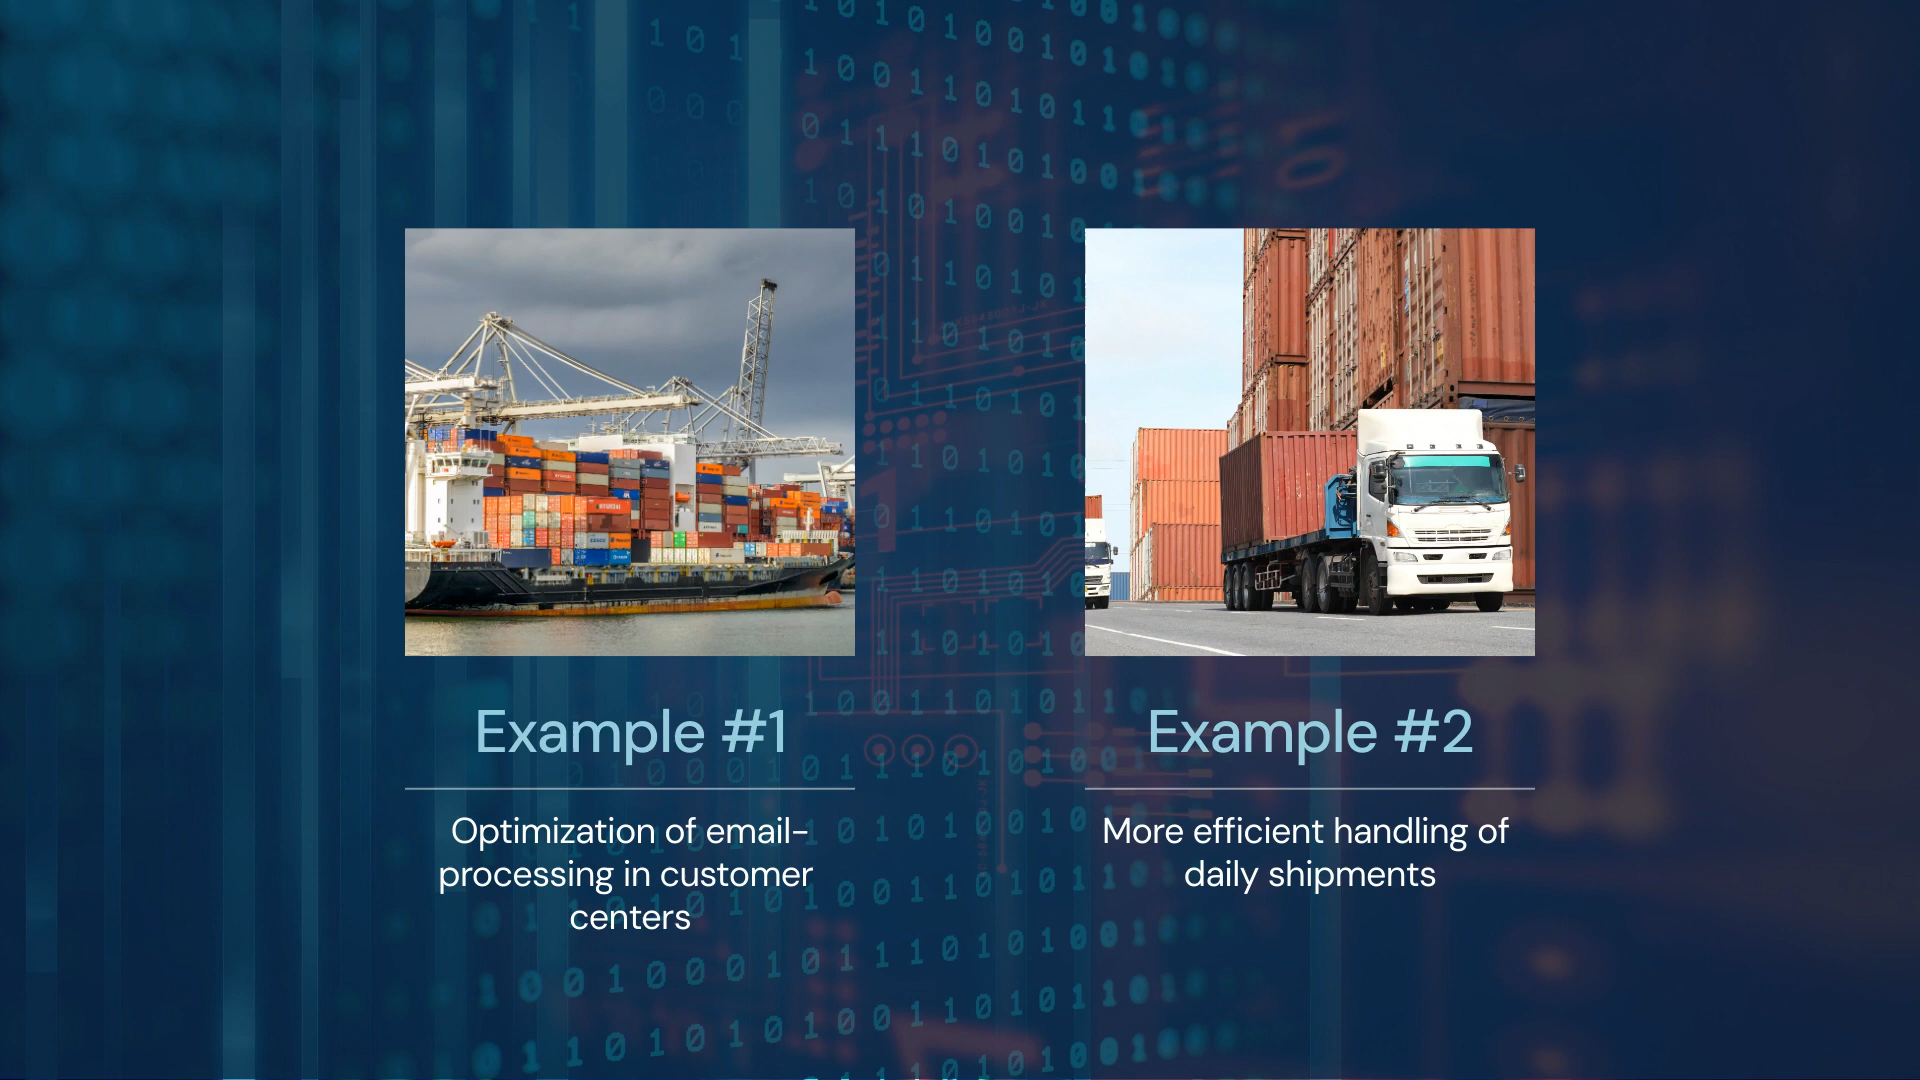 Example #1
Optimization of email-
processing in customer
centers
Example #2
More efficient handling of
daily shipments